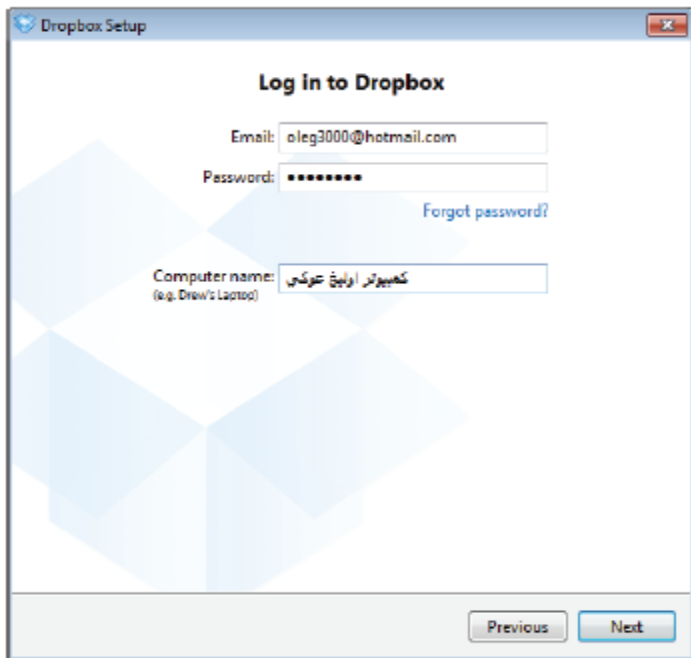 Dropbox Setup
Log in to Dropbox
Email: oleg3000@hotmail.com
Password: ••••••••
Forgot password?
Computer name: كمبيوتر اوليغ عوكي
(e.g. Drew's Laptop)
Previous Next